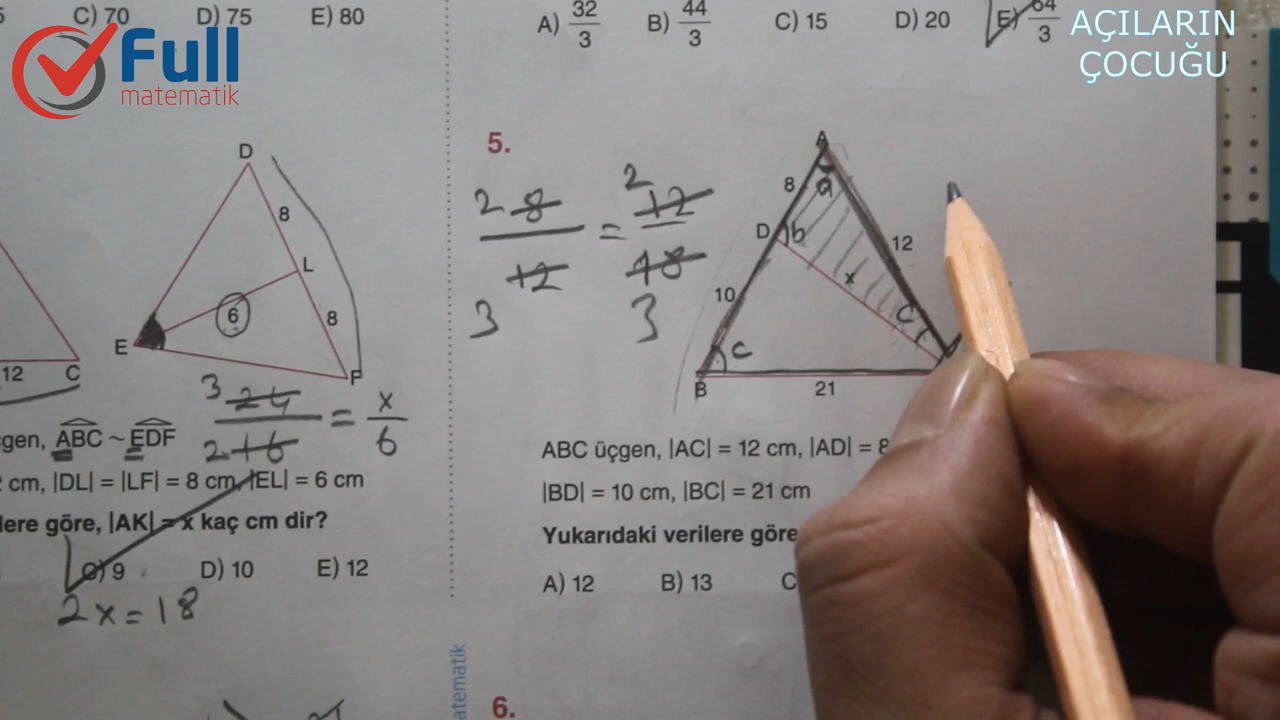 Full
matematik
AÇILARIN
ÇOCUĞU
C) 70 D) 75 E) 80
D
8
L
6
8
E
F
12 C
3 24 = x
2 16 6
gen, ABC ~ EDF
cm, |DL| = |LF| = 8 cm, |EL| = 6 cm
lere göre, |AK| = x kaç cm dir?
C) 9 D) 10 E) 12
2x = 18
A) 32/3 B) 44/3 C) 15 D) 20 E) 64/3
5.
2 8 = 2 12
3 12 18 3
A
8 a
D b
12
x
10
c
c
B
21
ABC üçgen, |AC| = 12 cm, |AD| = 8
|BD| = 10 cm, |BC| = 21 cm
Yukarıdaki verilere göre
A) 12 B) 13 C
atematik
6.